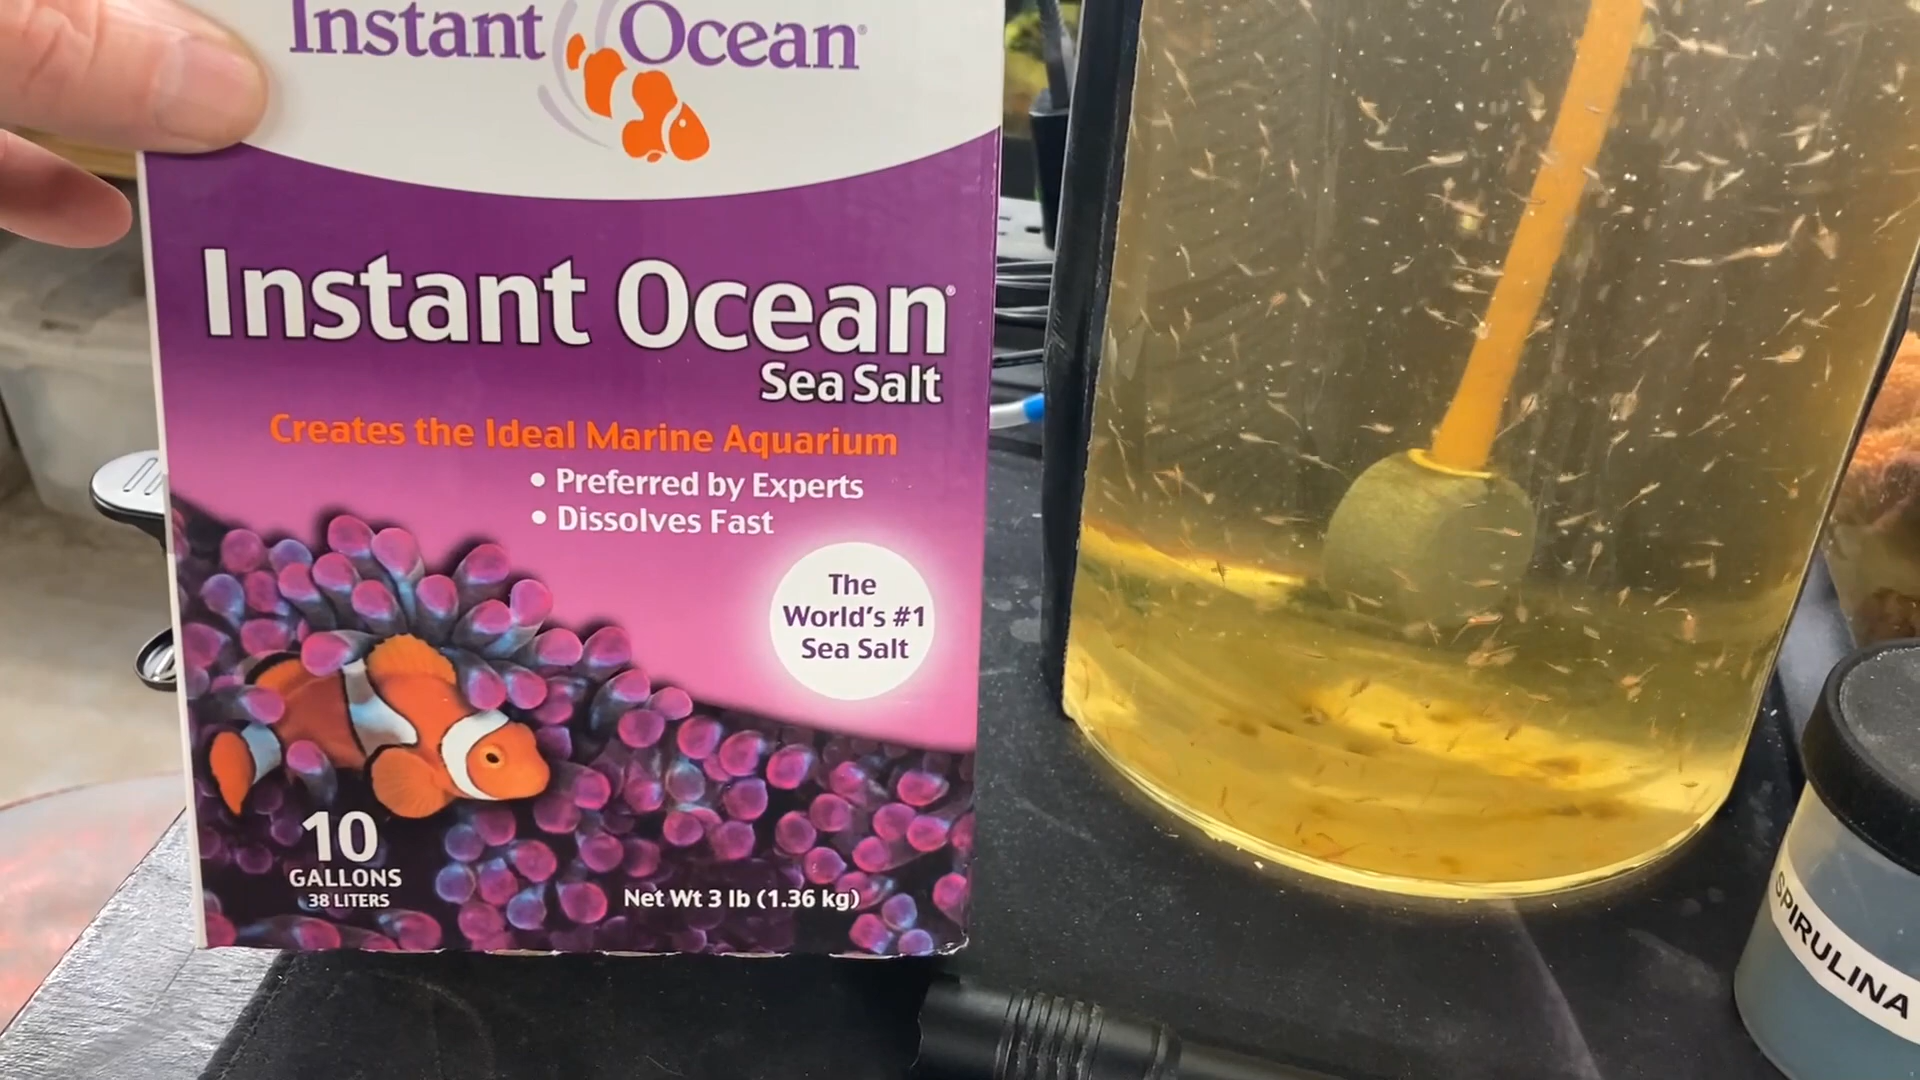 Instant Ocean®
Instant Ocean®
Sea Salt
Creates the Ideal Marine Aquarium
• Preferred by Experts
• Dissolves Fast
The
World's #1
Sea Salt
10
GALLONS
38 LITERS
Net Wt 3 lb (1.36 kg)
SPIRULINA